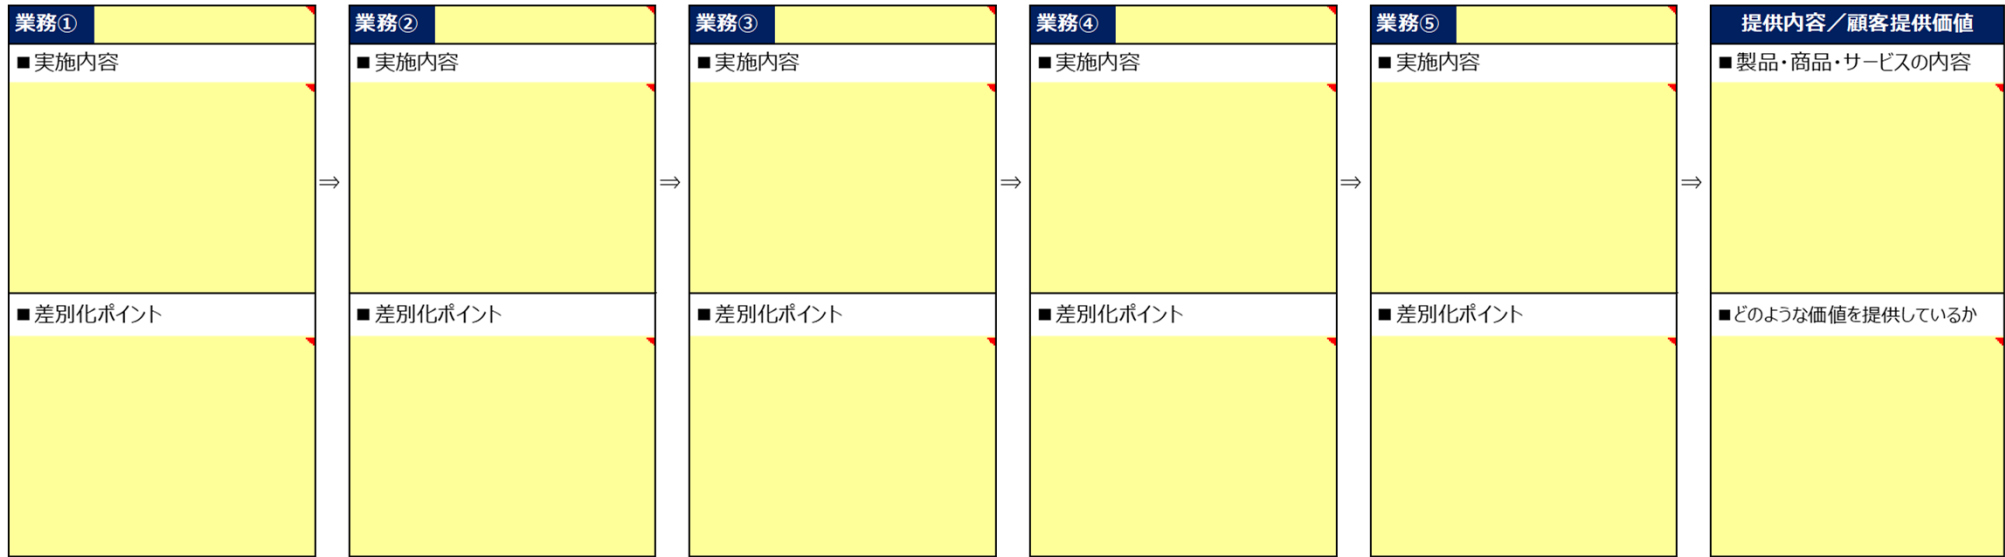 業務①
■実施内容
■差別化ポイント
⇒
業務②
■実施内容
■差別化ポイント
⇒
業務③
■実施内容
■差別化ポイント
⇒
業務④
■実施内容
■差別化ポイント
⇒
業務⑤
■実施内容
■差別化ポイント
⇒
提供内容／顧客提供価値
■製品・商品・サービスの内容
■どのような価値を提供しているか